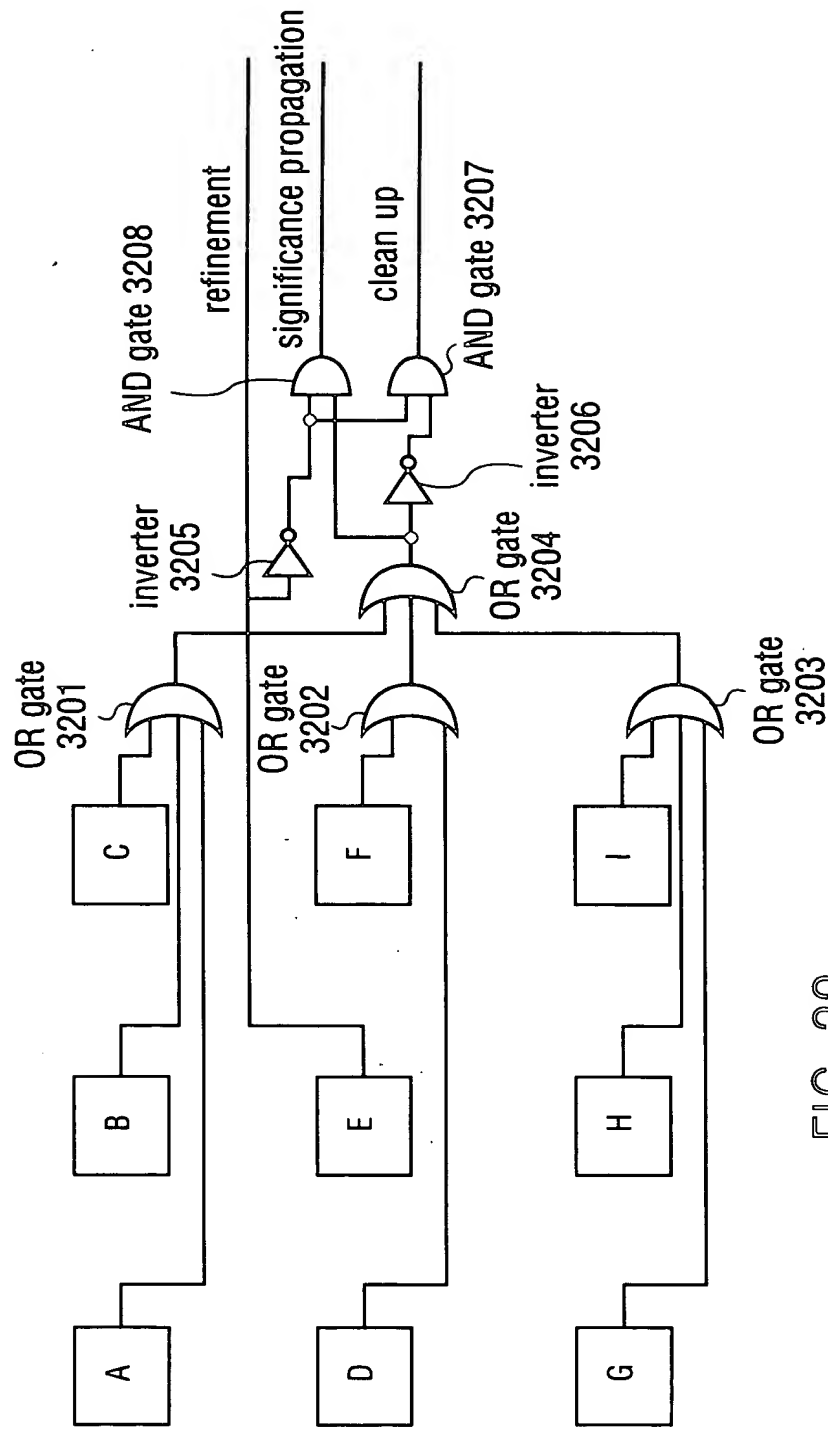 A
B
C
OR gate
3201
refinement
AND gate 3208
significance propagation
inverter
3205
clean up
AND gate 3207
inverter
3206
OR gate
3204
D
E
F
OR gate
3202
G
H
I
OR gate
3203
FIG.